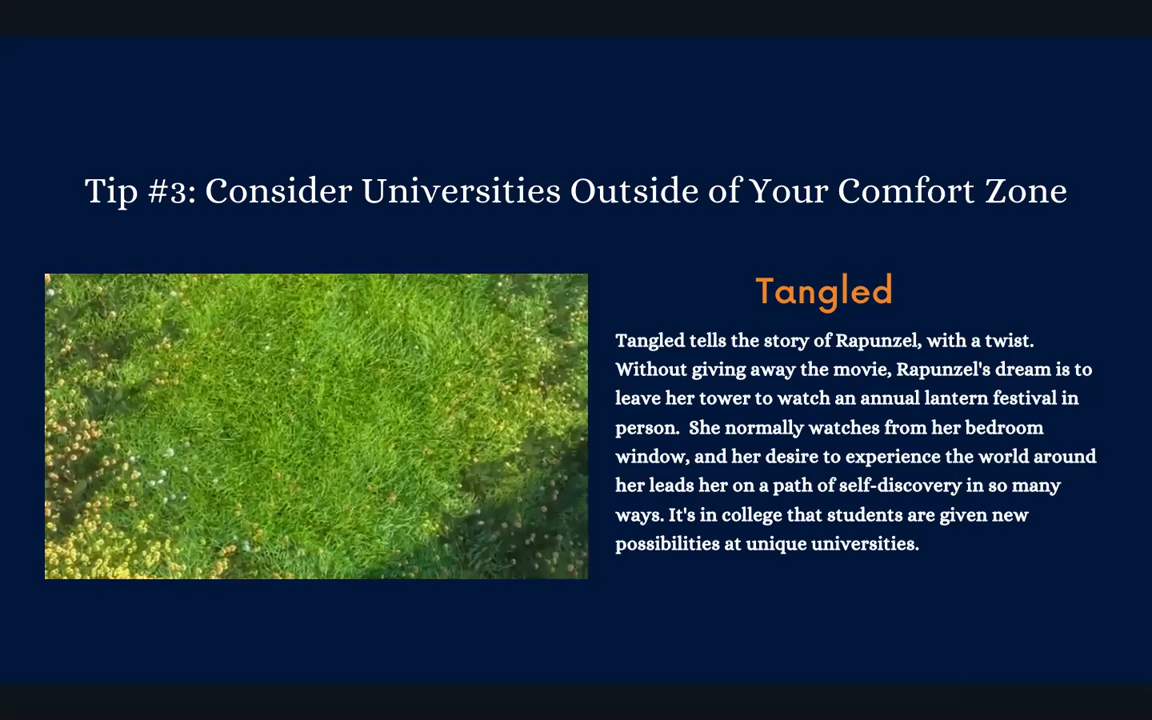 Tip #3: Consider Universities Outside of Your Comfort Zone
Tangled
Tangled tells the story of Rapunzel, with a twist.
Without giving away the movie, Rapunzel's dream is to
leave her tower to watch an annual lantern festival in
person.  She normally watches from her bedroom
window, and her desire to experience the world around
her leads her on a path of self-discovery in so many
ways. It's in college that students are given new
possibilities at unique universities.